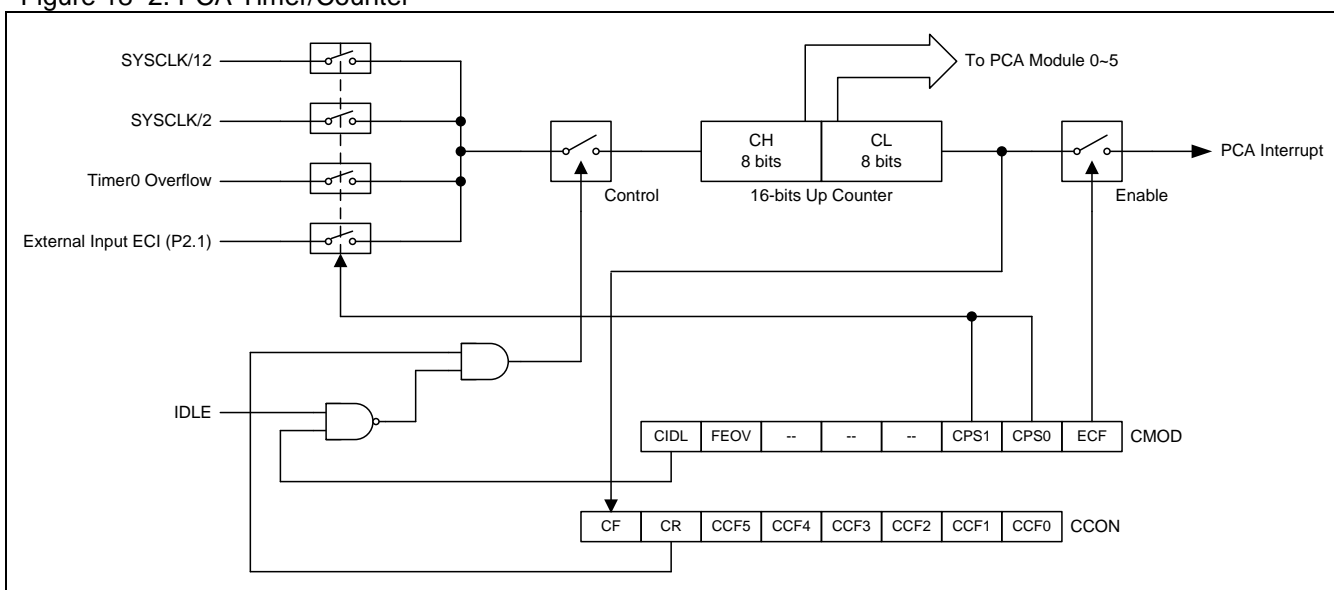 Figure 18-2. PCA Timer/Counter
SYSCLK/12
To PCA Module 0~5
SYSCLK/2
CH
8 bits
CL
8 bits
PCA Interrupt
Timer0 Overflow
Control
16-bits Up Counter
Enable
External Input ECI (P2.1)
IDLE
CIDL FEOV -- -- -- CPS1 CPS0 ECF CMOD
CF CR CCF5 CCF4 CCF3 CCF2 CCF1 CCF0 CCON